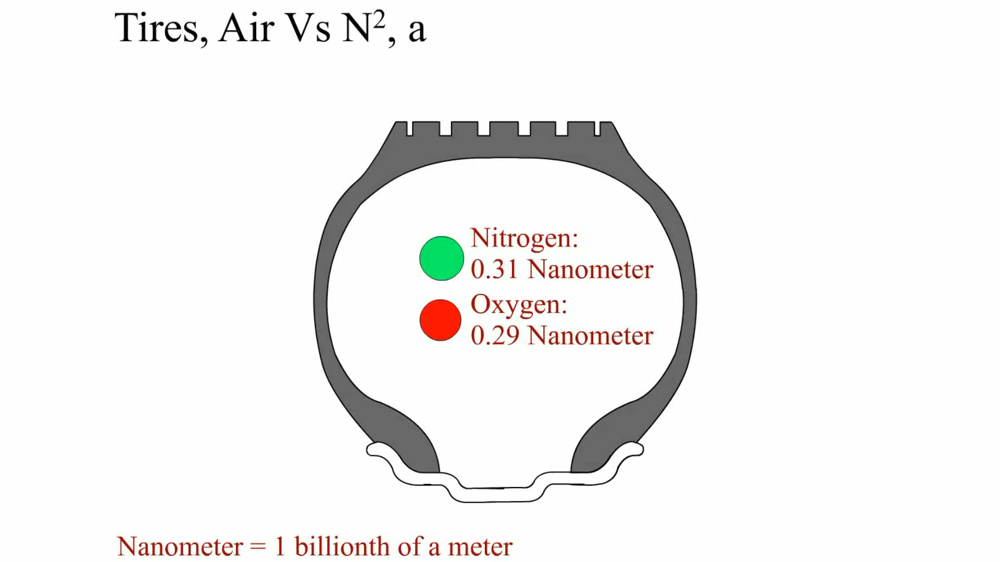 Tires, Air Vs N², a
Nitrogen:
0.31 Nanometer
Oxygen:
0.29 Nanometer
Nanometer = 1 billionth of a meter